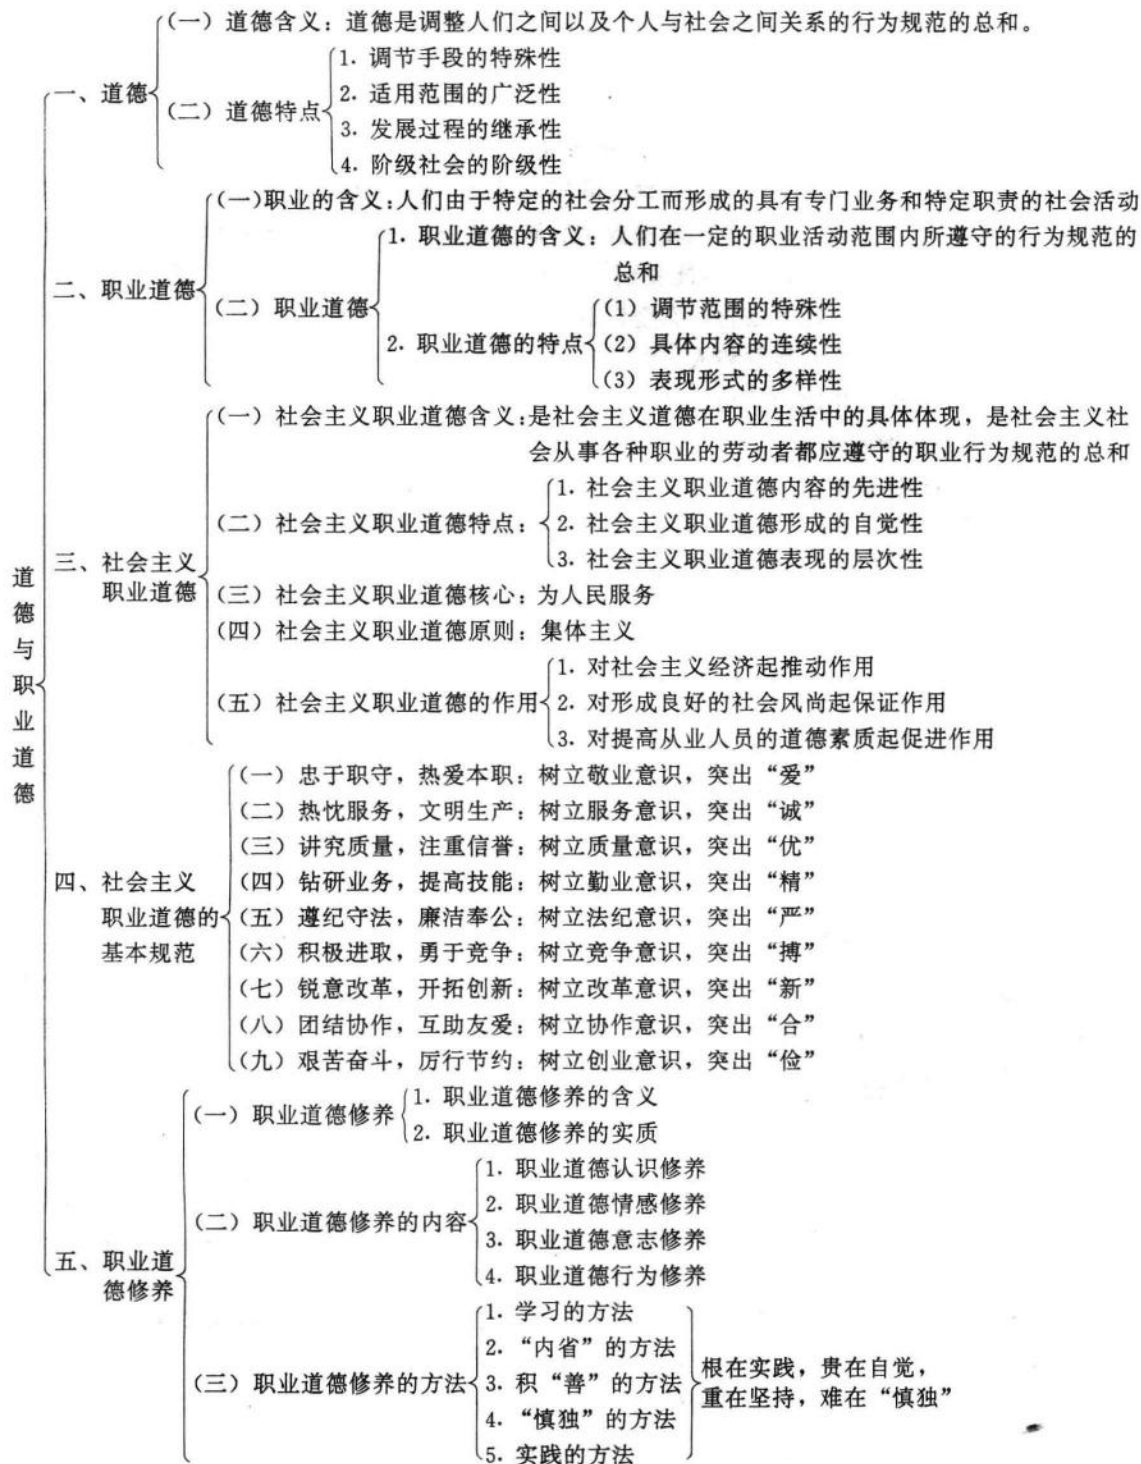 道德与职业道德
一、道德
(一) 道德含义：道德是调整人们之间以及个人与社会之间关系的行为规范的总和。
(二) 道德特点
1. 调节手段的特殊性
2. 适用范围的广泛性
3. 发展过程的继承性
4. 阶级社会的阶级性
二、职业道德
(一)职业的含义：人们由于特定的社会分工而形成的具有专门业务和特定职责的社会活动
(二) 职业道德
1. 职业道德的含义：人们在一定的职业活动范围内所遵守的行为规范的
总和
2. 职业道德的特点
(1) 调节范围的特殊性
(2) 具体内容的连续性
(3) 表现形式的多样性
三、社会主义
职业道德
(一) 社会主义职业道德含义：是社会主义道德在职业生活中的具体体现，是社会主义社
会从事各种职业的劳动者都应遵守的职业行为规范的总和
(二) 社会主义职业道德特点：
1. 社会主义职业道德内容的先进性
2. 社会主义职业道德形成的自觉性
3. 社会主义职业道德表现的层次性
(三) 社会主义职业道德核心：为人民服务
(四) 社会主义职业道德原则：集体主义
(五) 社会主义职业道德的作用
1. 对社会主义经济起推动作用
2. 对形成良好的社会风尚起保证作用
3. 对提高从业人员的道德素质起促进作用
四、社会主义
职业道德的
基本规范
(一) 忠于职守，热爱本职：树立敬业意识，突出“爱”
(二) 热忱服务，文明生产：树立服务意识，突出“诚”
(三) 讲究质量，注重信誉：树立质量意识，突出“优”
(四) 钻研业务，提高技能：树立勤业意识，突出“精”
(五) 遵纪守法，廉洁奉公：树立法纪意识，突出“严”
(六) 积极进取，勇于竞争：树立竞争意识，突出“搏”
(七) 锐意改革，开拓创新：树立改革意识，突出“新”
(八) 团结协作，互助友爱：树立协作意识，突出“合”
(九) 艰苦奋斗，厉行节约：树立创业意识，突出“俭”
五、职业道
德修养
(一) 职业道德修养
1. 职业道德修养的含义
2. 职业道德修养的实质
(二) 职业道德修养的内容
1. 职业道德认识修养
2. 职业道德情感修养
3. 职业道德意志修养
4. 职业道德行为修养
(三) 职业道德修养的方法
1. 学习的方法
2. “内省”的方法
3. 积“善”的方法
4. “慎独”的方法
5. 实践的方法
根在实践，贵在自觉，
重在坚持，难在“慎独”